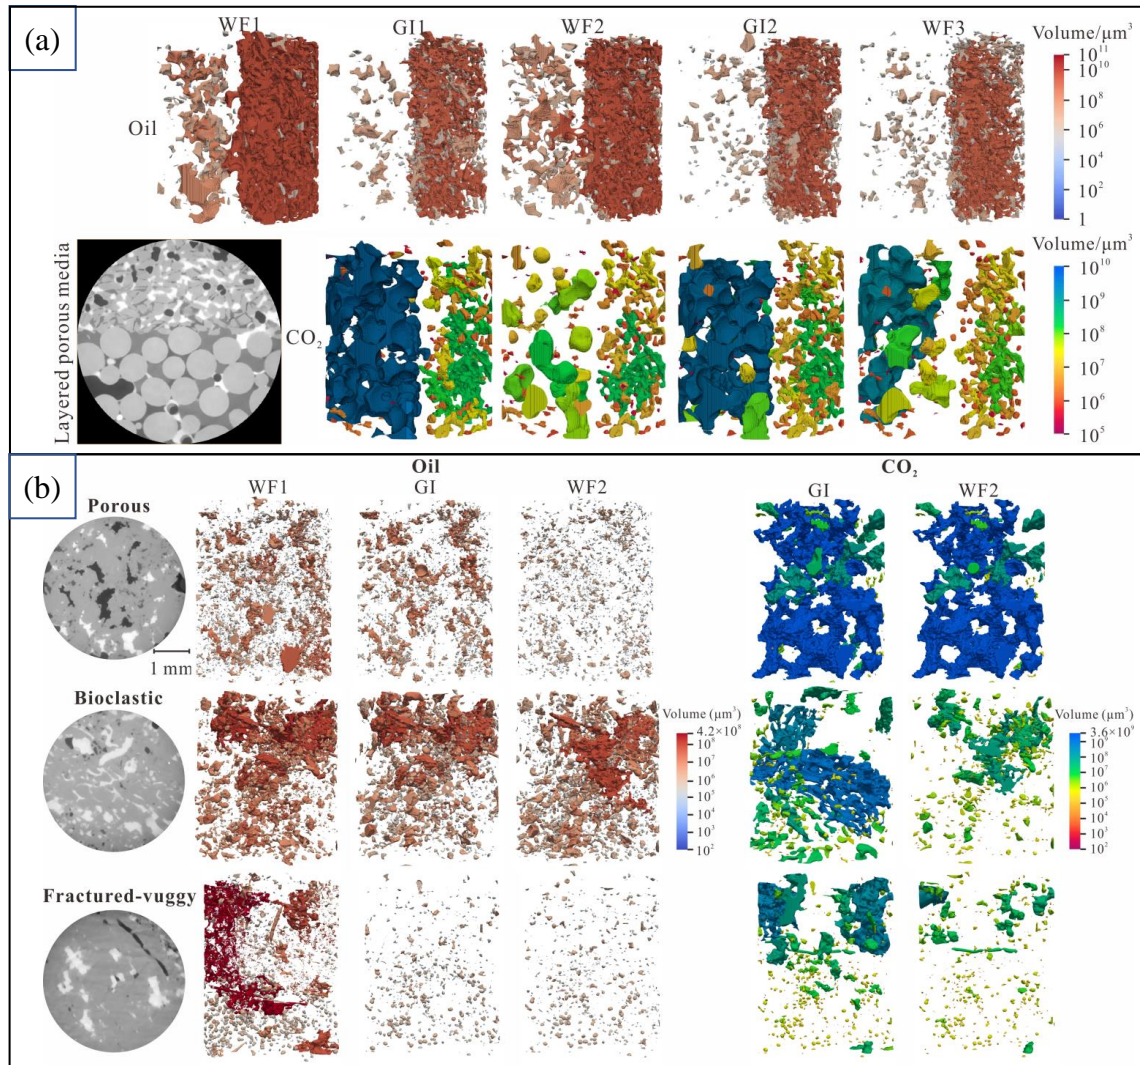 (a)
WF1 GI1 WF2 GI2 WF3
Volume/μm³
10¹¹
10¹⁰
10⁸
10⁶
10⁴
10²
1
Oil
Layered porous media
CO₂
Volume/μm³
10¹⁰
10⁹
10⁸
10⁷
10⁶
10⁵
(b)
Oil
WF1 GI WF2
CO₂
GI WF2
Porous
1 mm
Bioclastic
Volume (μm³)
4.2×10⁸
10⁸
10⁷
10⁶
10⁵
10⁴
10³
10²
Volume (μm³)
3.6×10⁹
10⁹
10⁸
10⁷
10⁶
10⁵
10⁴
10³
10²
Fractured-vuggy